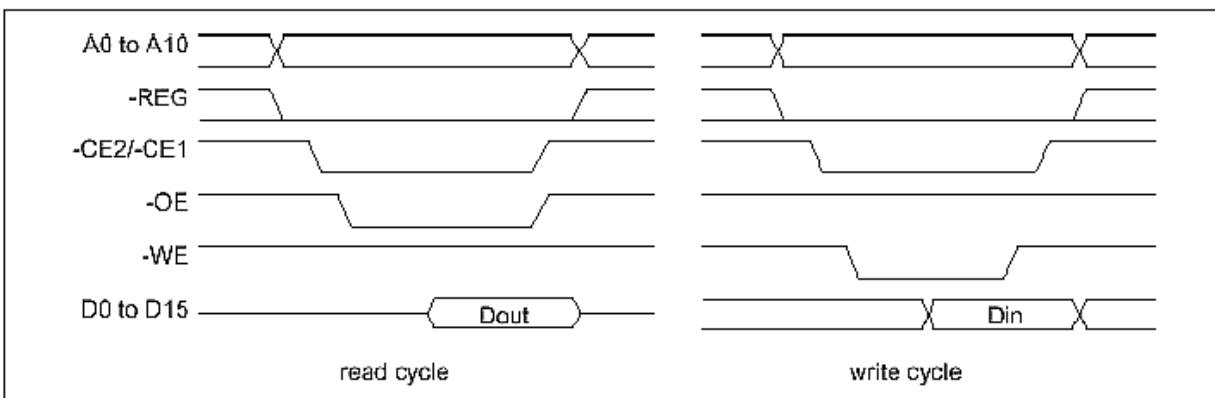 A0 to A10
-REG
-CE2/-CE1
-OE
-WE
D0 to D15
Dout
Din
read cycle
write cycle